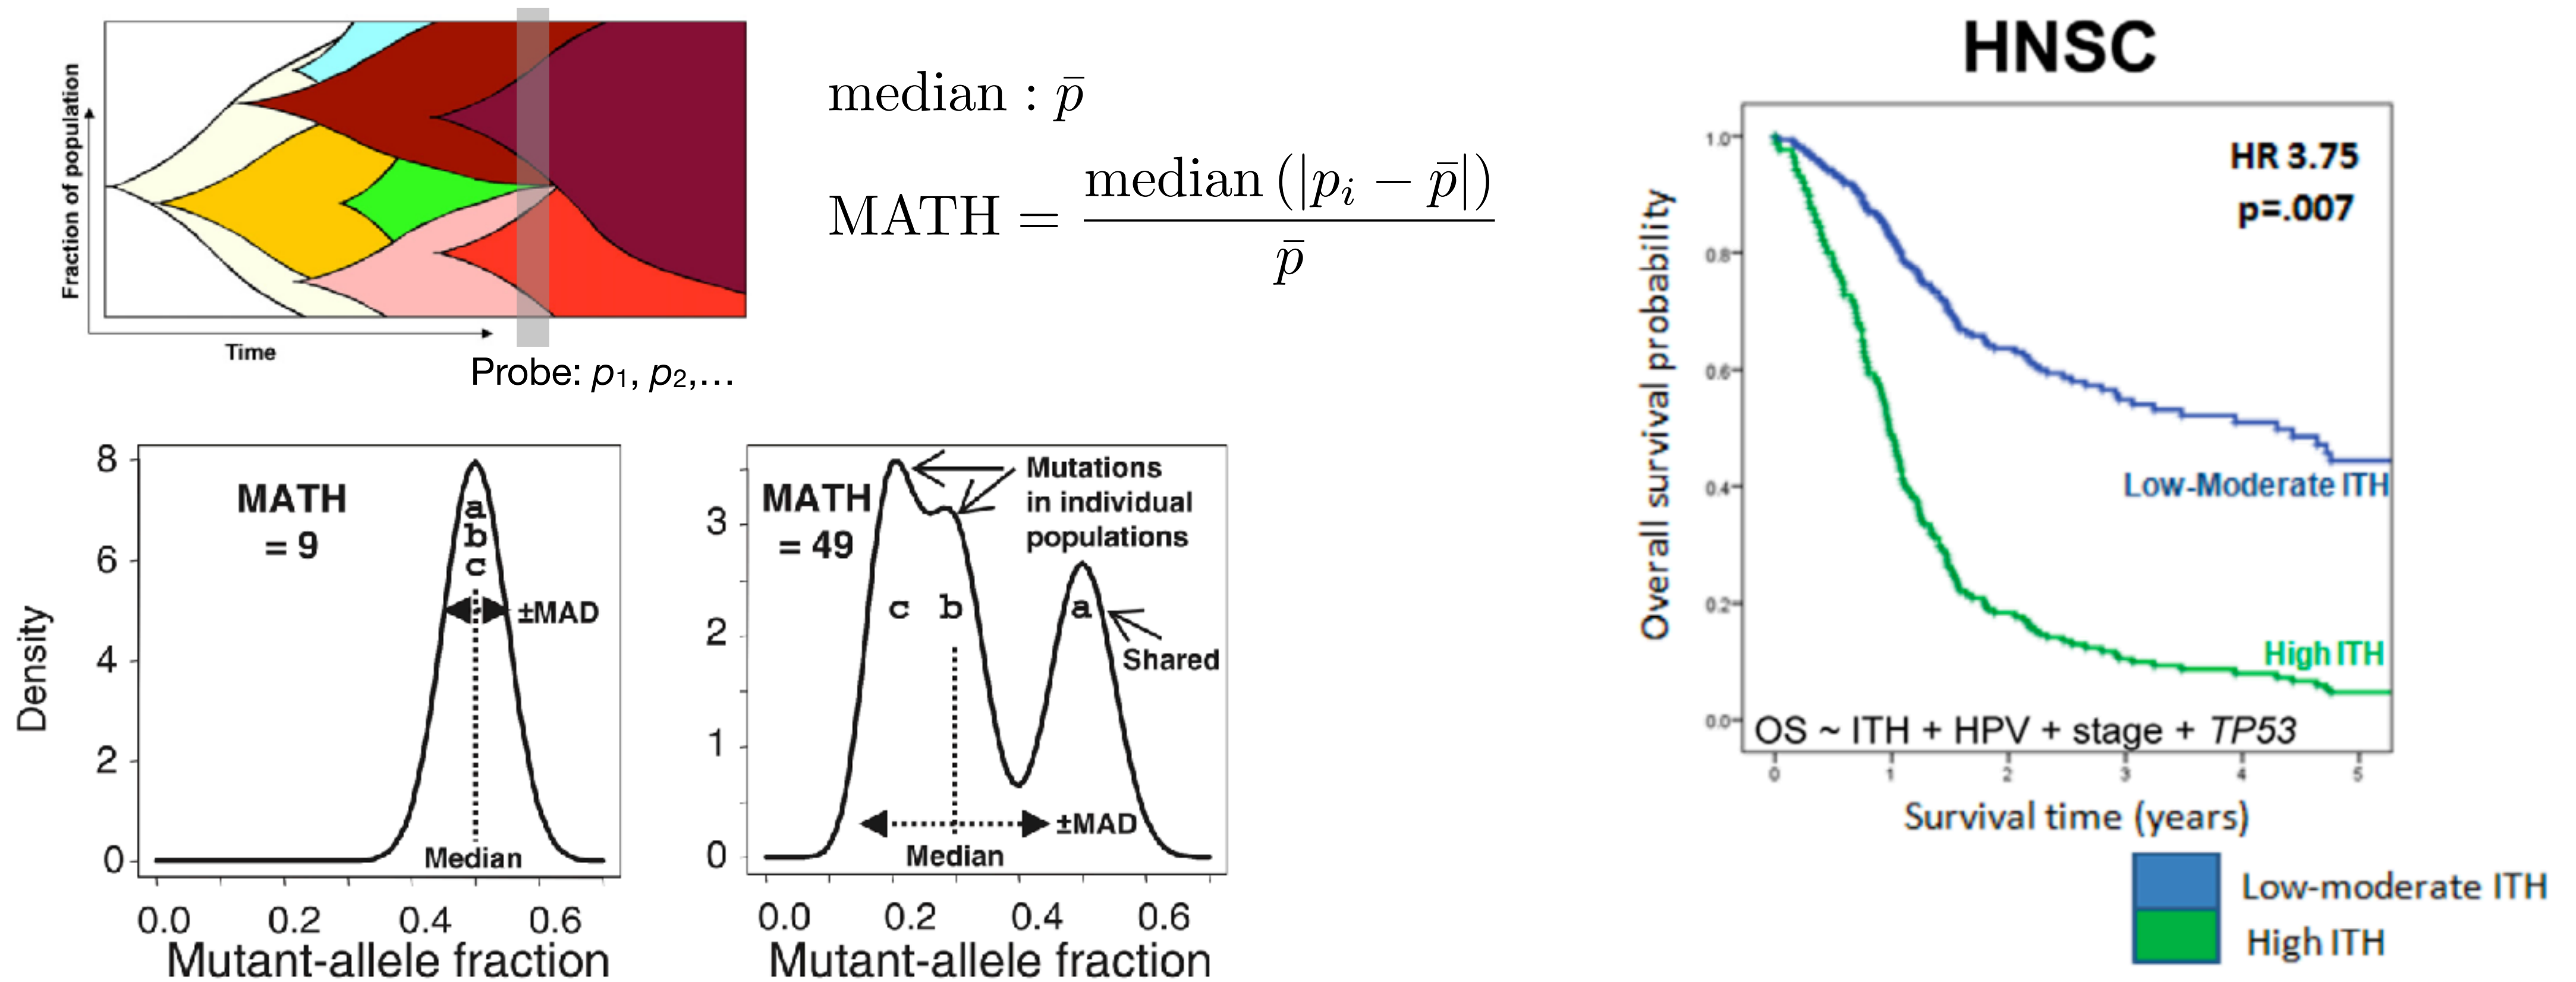 Fraction of population
Time
Probe: p1, p2,…
median : p̄
MATH = median (|pᵢ − p̄|) / p̄
HNSC
HR 3.75
p=.007
1.0
0.8
0.6
0.4
0.2
0.0
Overall survival probability
Low-Moderate ITH
High ITH
OS ~ ITH + HPV + stage + TP53
0 1 2 3 4 5
Survival time (years)
Low-moderate ITH
High ITH
Density
8
6
4
2
0
MATH
= 9
a
b
c
±MAD
Median
0.0 0.2 0.4 0.6
Mutant-allele fraction
3
2
1
0
MATH
= 49
Mutations
in individual
populations
c b a
Shared
±MAD
Median
0.0 0.2 0.4 0.6
Mutant-allele fraction